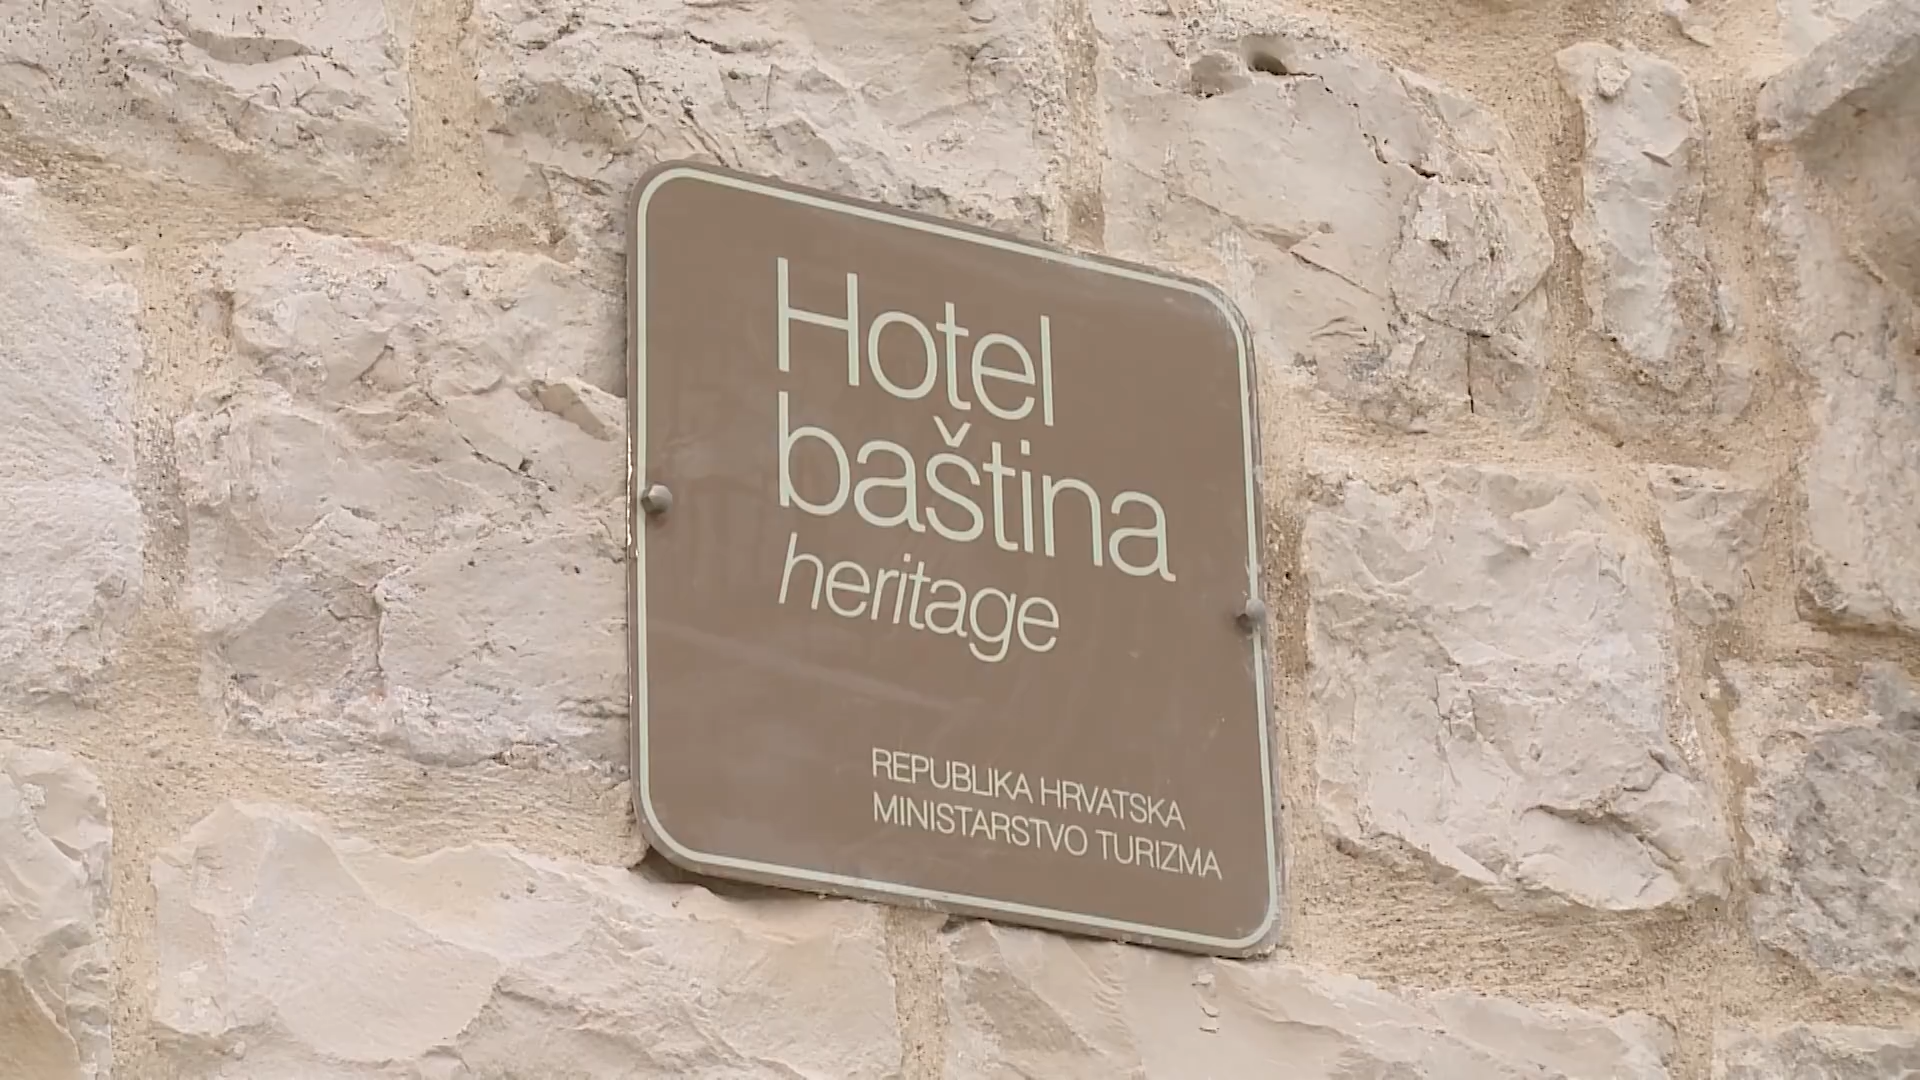 Hotel
baština
heritage
REPUBLIKA HRVATSKA
MINISTARSTVO TURIZMA